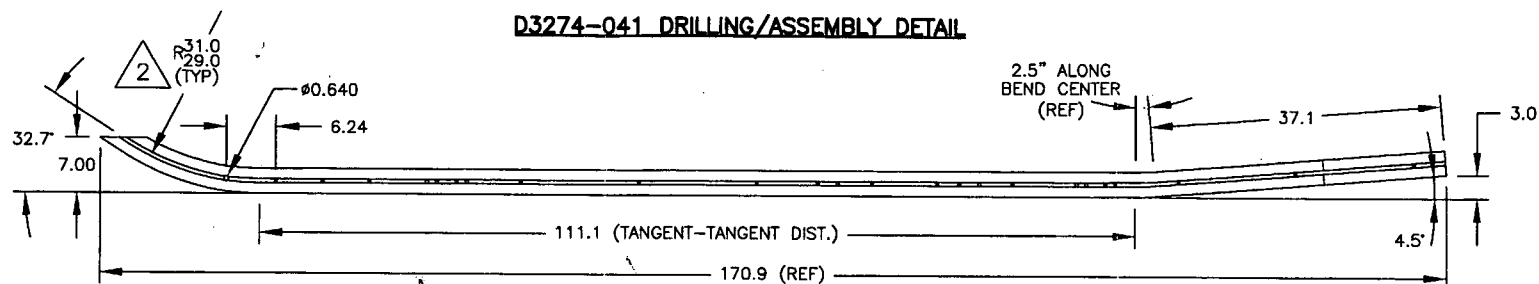 D3274-041 DRILLING/ASSEMBLY DETAIL
2
R31.0
29.0
(TYP)
Ø0.640
6.24
2.5" ALONG
BEND CENTER
(REF)
37.1
3.0
32.7°
7.00
111.1 (TANGENT-TANGENT DIST.)
4.5°
170.9 (REF)